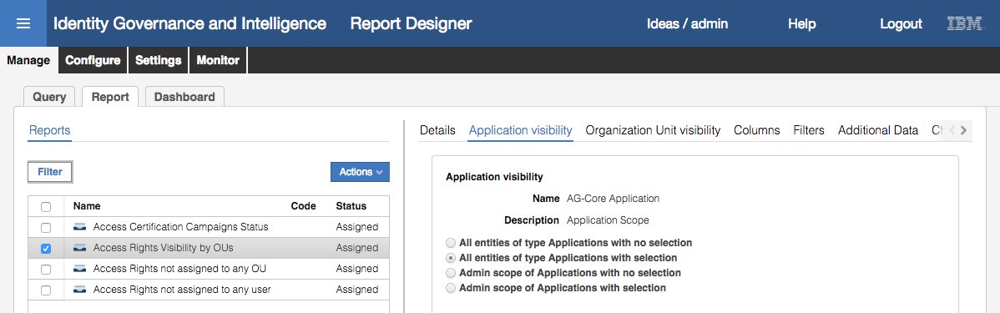 Identity Governance and Intelligence Report Designer Ideas / admin Help Logout IBM
Manage Configure Settings Monitor
Query Report Dashboard
Reports
Filter Actions
Name Code Status
Access Certification Campaigns Status Assigned
Access Rights Visibility by OUs Assigned
Access Rights not assigned to any OU Assigned
Access Rights not assigned to any user Assigned
Details Application visibility Organization Unit visibility Columns Filters Additional Data
Application visibility
Name AG-Core Application
Description Application Scope
All entities of type Applications with no selection
All entities of type Applications with selection
Admin scope of Applications with no selection
Admin scope of Applications with selection